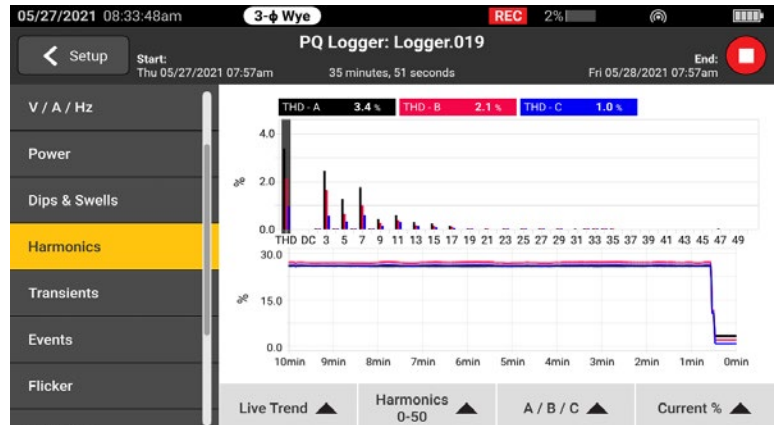 05/27/2021 08:33:48am 3-ϕ Wye REC 2%
Setup
PQ Logger: Logger.019
Start:
Thu 05/27/2021 07:57am
35 minutes, 51 seconds
End:
Fri 05/28/2021 07:57am
V / A / Hz
Power
Dips & Swells
Harmonics
Transients
Events
Flicker
THD - A 3.4 % THD - B 2.1 % THD - C 1.0 %
4.0
%
2.0
0.0
THD DC 3 5 7 9 11 13 15 17 19 21 23 25 27 29 31 33 35 37 39 41 43 45 47 49
30.0
%
15.0
0.0
10min 9min 8min 7min 6min 5min 4min 3min 2min 1min 0min
Live Trend
Harmonics
0-50
A / B / C
Current %